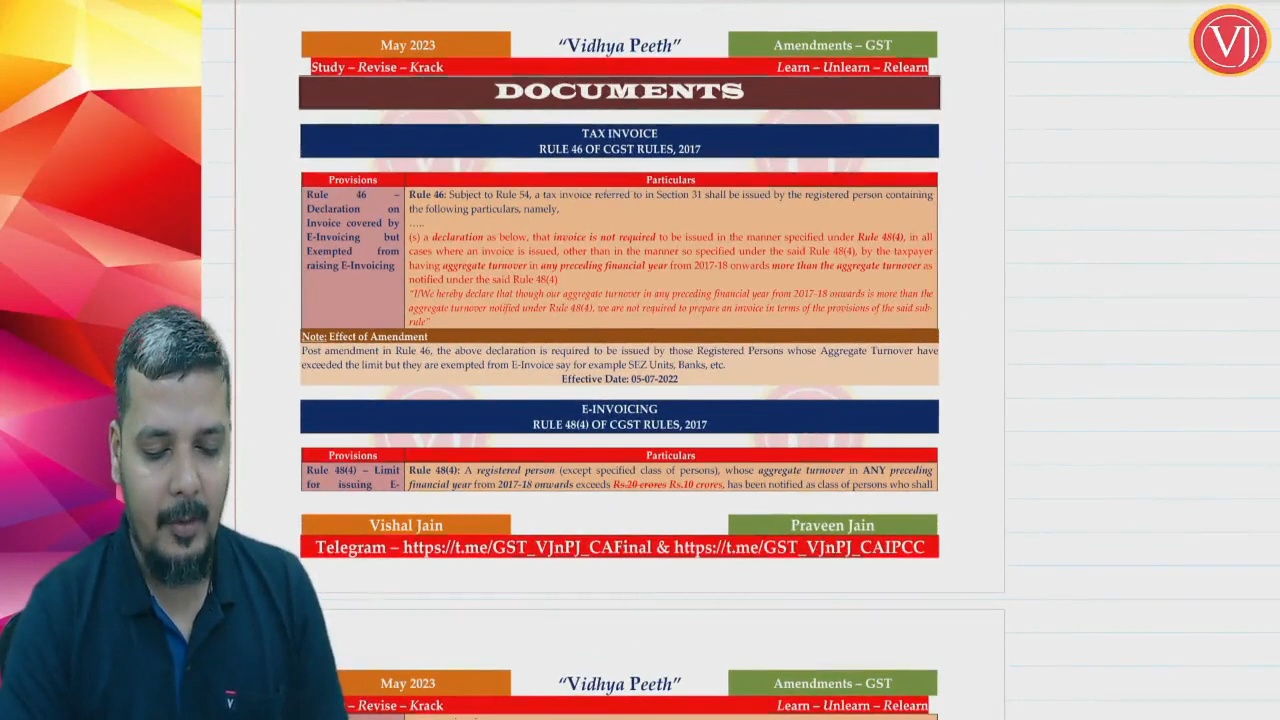 VJ
May 2023
“Vidhya Peeth”
Amendments – GST
Study – Revise – Krack
Learn – Unlearn – Relearn
DOCUMENTS
TAX INVOICE
RULE 46 OF CGST RULES, 2017
Provisions
Particulars
Rule 46 –
Declaration on
Invoice covered by
E-Invoicing but
Exempted from
raising E-Invoicing
Rule 46: Subject to Rule 54, a tax invoice referred to in Section 31 shall be issued by the registered person containing
the following particulars, namely,
…..
(s) a declaration as below, that invoice is not required to be issued in the manner specified under Rule 48(4), in all
cases where an invoice is issued, other than in the manner so specified under the said Rule 48(4), by the taxpayer
having aggregate turnover in any preceding financial year from 2017-18 onwards more than the aggregate turnover as
notified under the said Rule 48(4)
“I/We hereby declare that though our aggregate turnover in any preceding financial year from 2017-18 onwards is more than the
aggregate turnover notified under Rule 48(4), we are not required to prepare an invoice in terms of the provisions of the said sub-
rule”
Note: Effect of Amendment
Post amendment in Rule 46, the above declaration is required to be issued by those Registered Persons whose Aggregate Turnover have
exceeded the limit but they are exempted from E-Invoice say for example SEZ Units, Banks, etc.
Effective Date: 05-07-2022
E-INVOICING
RULE 48(4) OF CGST RULES, 2017
Provisions
Particulars
Rule 48(4) – Limit
for issuing E-
Rule 48(4): A registered person (except specified class of persons), whose aggregate turnover in ANY preceding
financial year from 2017-18 onwards exceeds Rs.20 crores Rs.10 crores, has been notified as class of persons who shall
Vishal Jain
Praveen Jain
Telegram – https://t.me/GST_VJnPJ_CAFinal & https://t.me/GST_VJnPJ_CAIPCC
May 2023
“Vidhya Peeth”
Amendments – GST
– Revise – Krack
Learn – Unlearn – Relearn